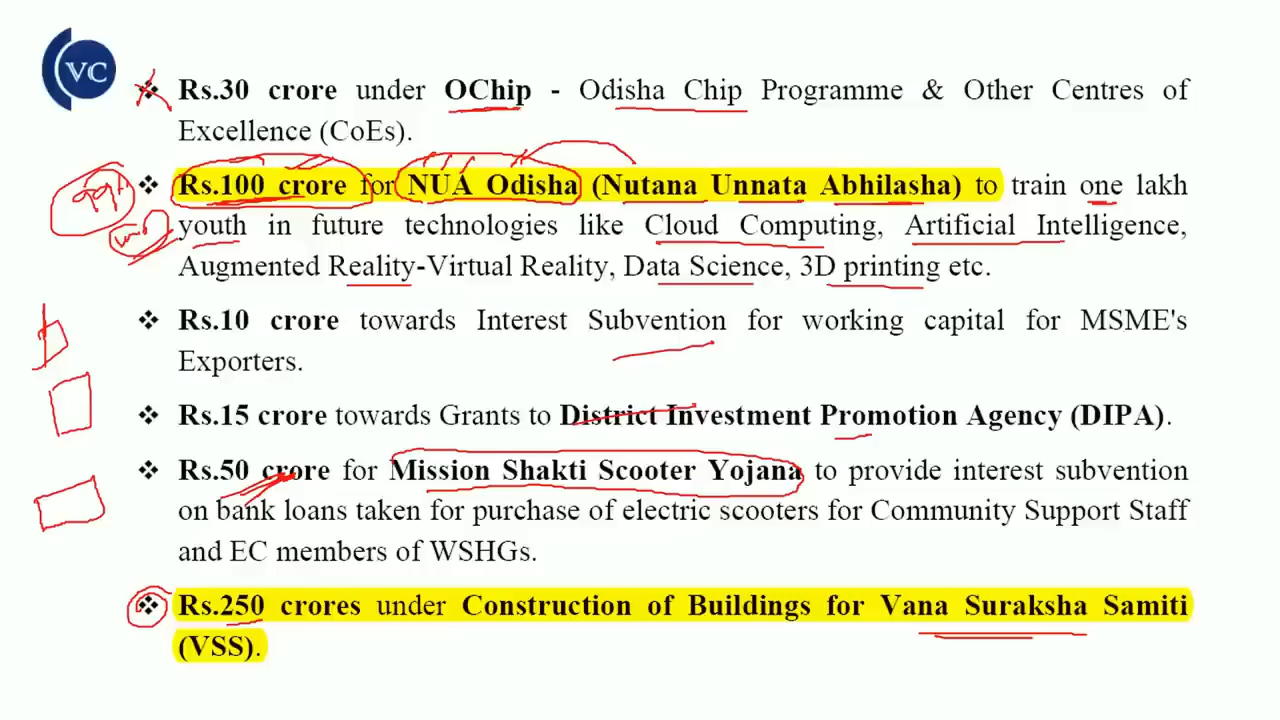 VC
❖ Rs.30 crore under OChip - Odisha Chip Programme & Other Centres of
Excellence (CoEs).
❖ Rs.100 crore for NUA Odisha (Nutana Unnata Abhilasha) to train one lakh
youth in future technologies like Cloud Computing, Artificial Intelligence,
Augmented Reality-Virtual Reality, Data Science, 3D printing etc.
❖ Rs.10 crore towards Interest Subvention for working capital for MSME's
Exporters.
❖ Rs.15 crore towards Grants to District Investment Promotion Agency (DIPA).
❖ Rs.50 crore for Mission Shakti Scooter Yojana to provide interest subvention
on bank loans taken for purchase of electric scooters for Community Support Staff
and EC members of WSHGs.
❖ Rs.250 crores under Construction of Buildings for Vana Suraksha Samiti
(VSS).